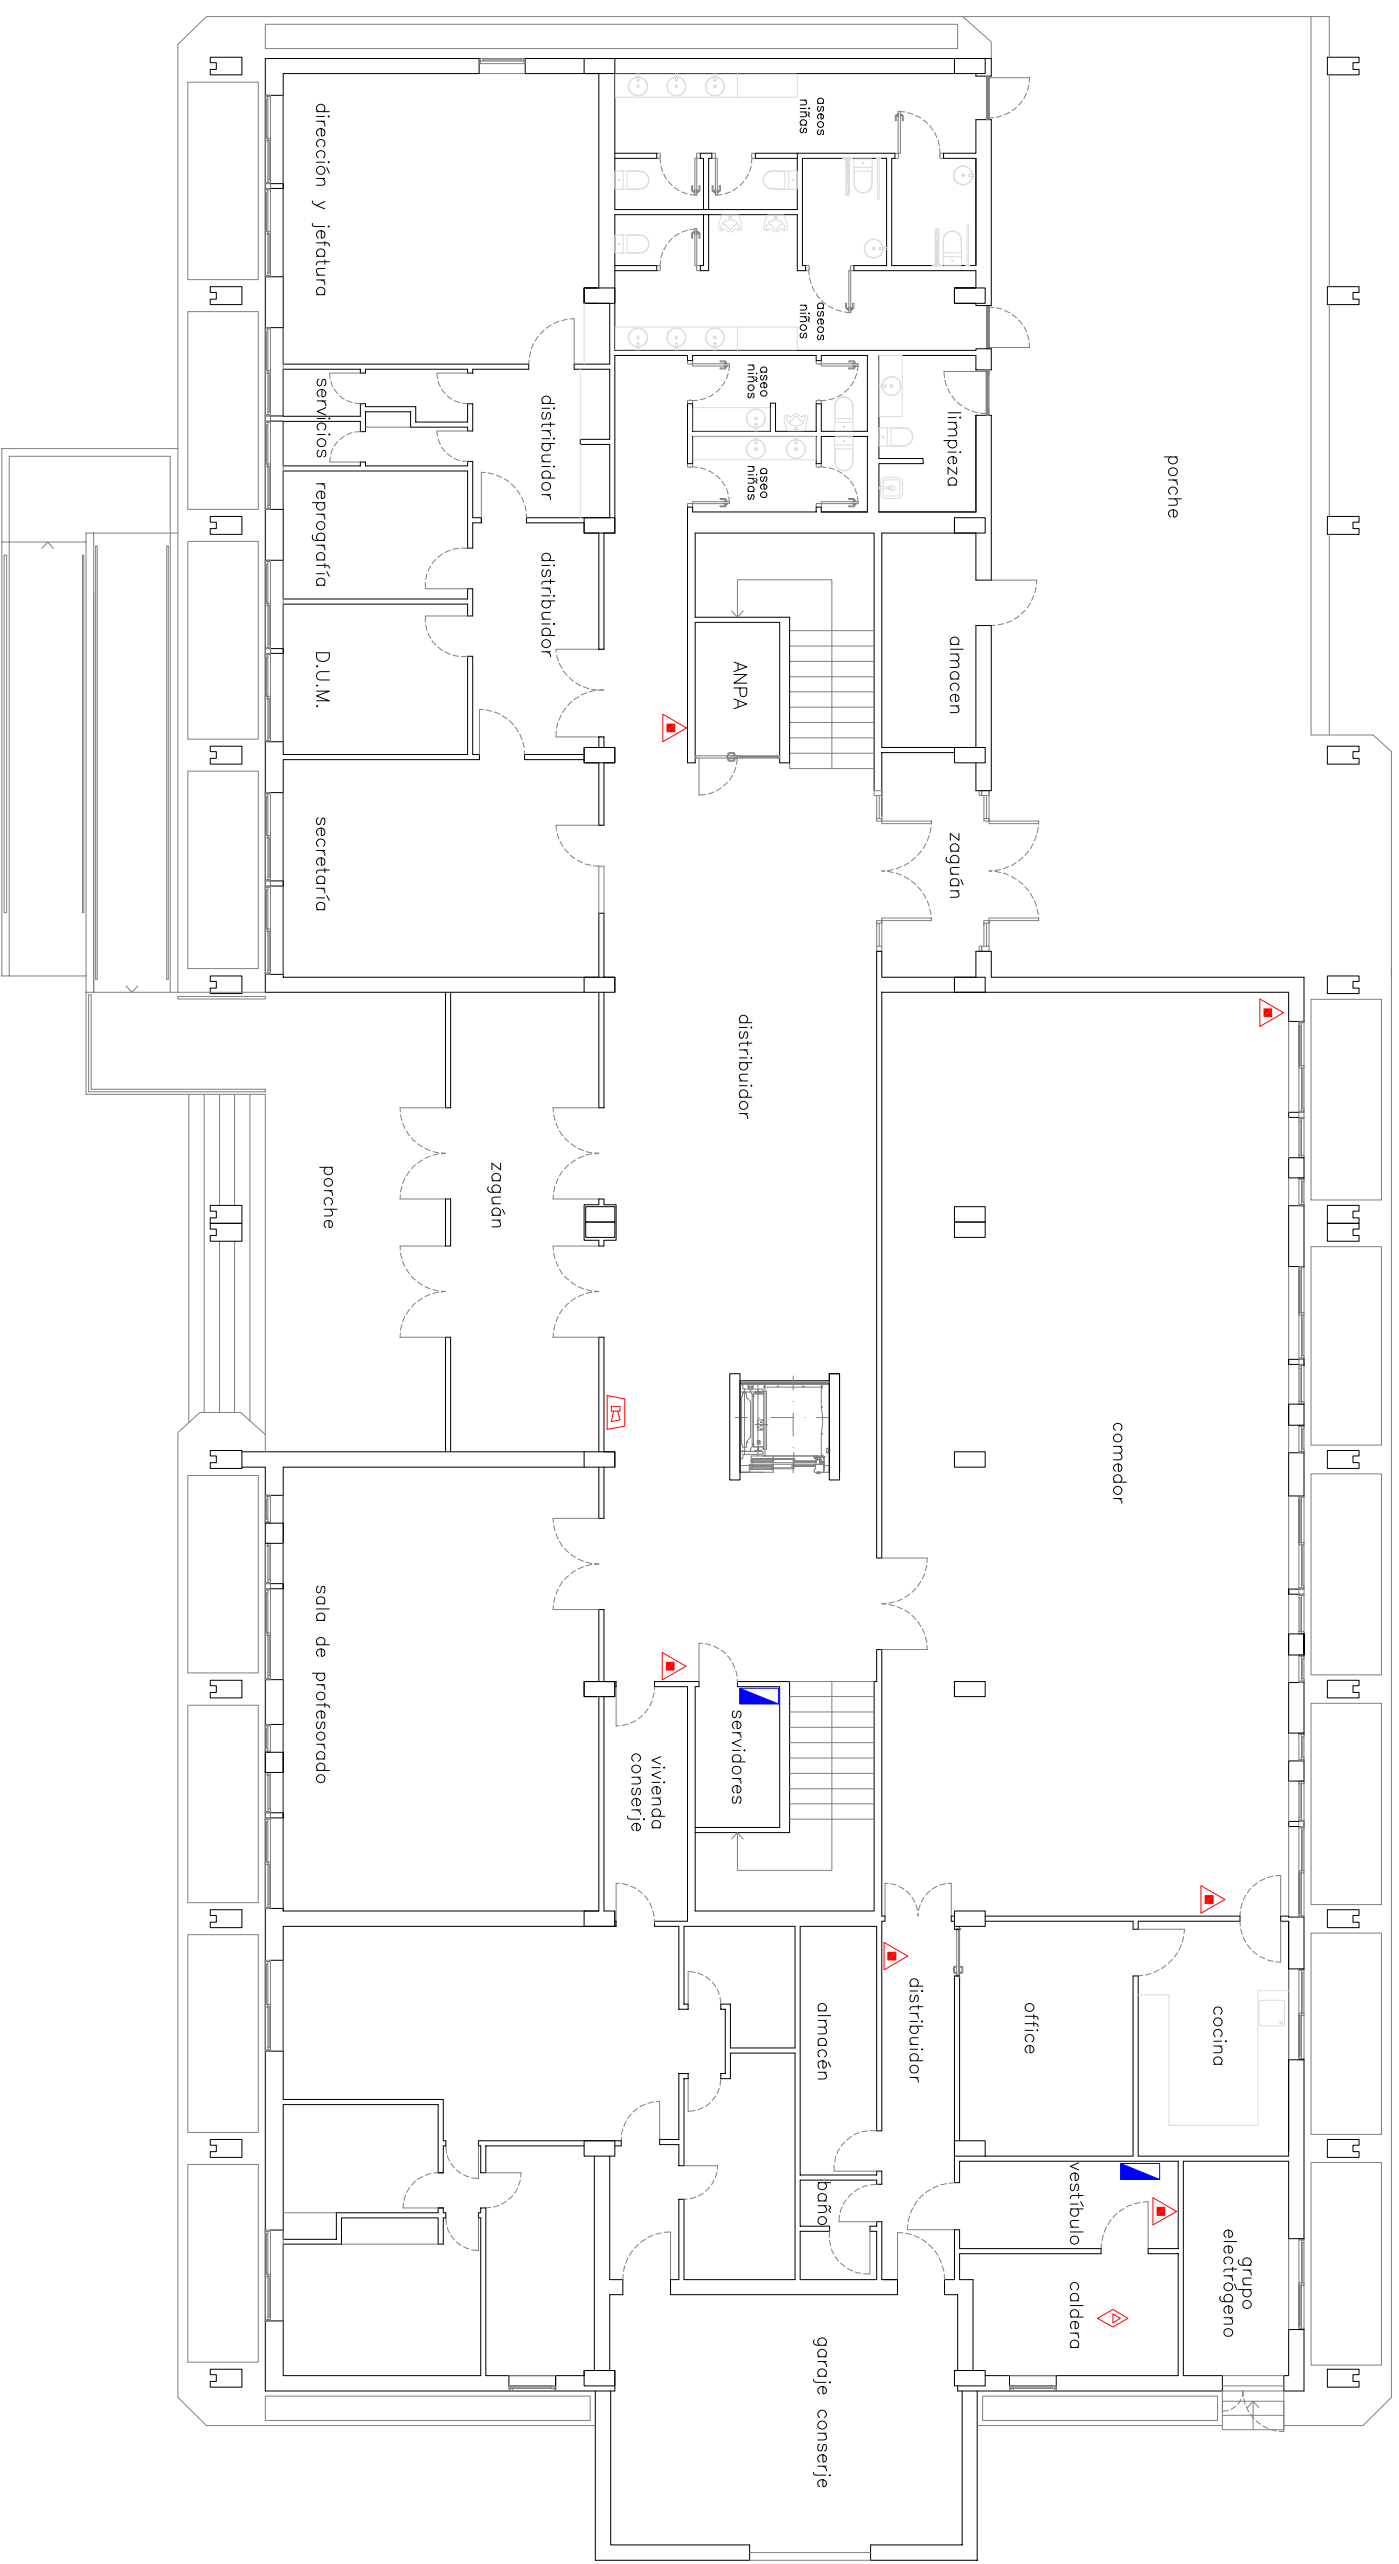 dirección y jefatura
aseos
niñas
aseos
niños
servicios
distribuidor
aseo
niños
aseo
niñas
limpieza
porche
reprografía
D.U.M.
distribuidor
ANPA
almacen
secretaría
zaguán
distribuidor
porche
zaguán
comedor
sala de profesorado
vivienda
conserje
servidores
almacén
distribuidor
office
cocina
baño
vestíbulo
grupo
electrógeno
caldera
garaje conserje